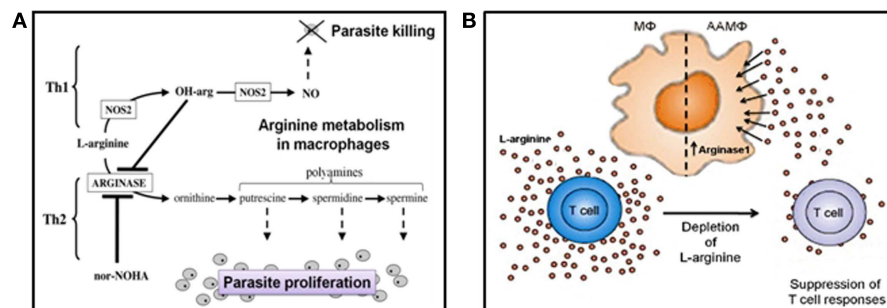 A
Parasite killing
Th1
OH-arg
NOS2
NO
NOS2
L-arginine
Arginine metabolism
in macrophages
ARGINASE
polyamines
ornithine
putrescine
spermidine
spermine
Th2
nor-NOHA
Parasite proliferation
B
MΦ
AAMΦ
L-arginine
Arginase1
T cell
T cell
Depletion
of
L-arginine
Suppression of
T cell responses